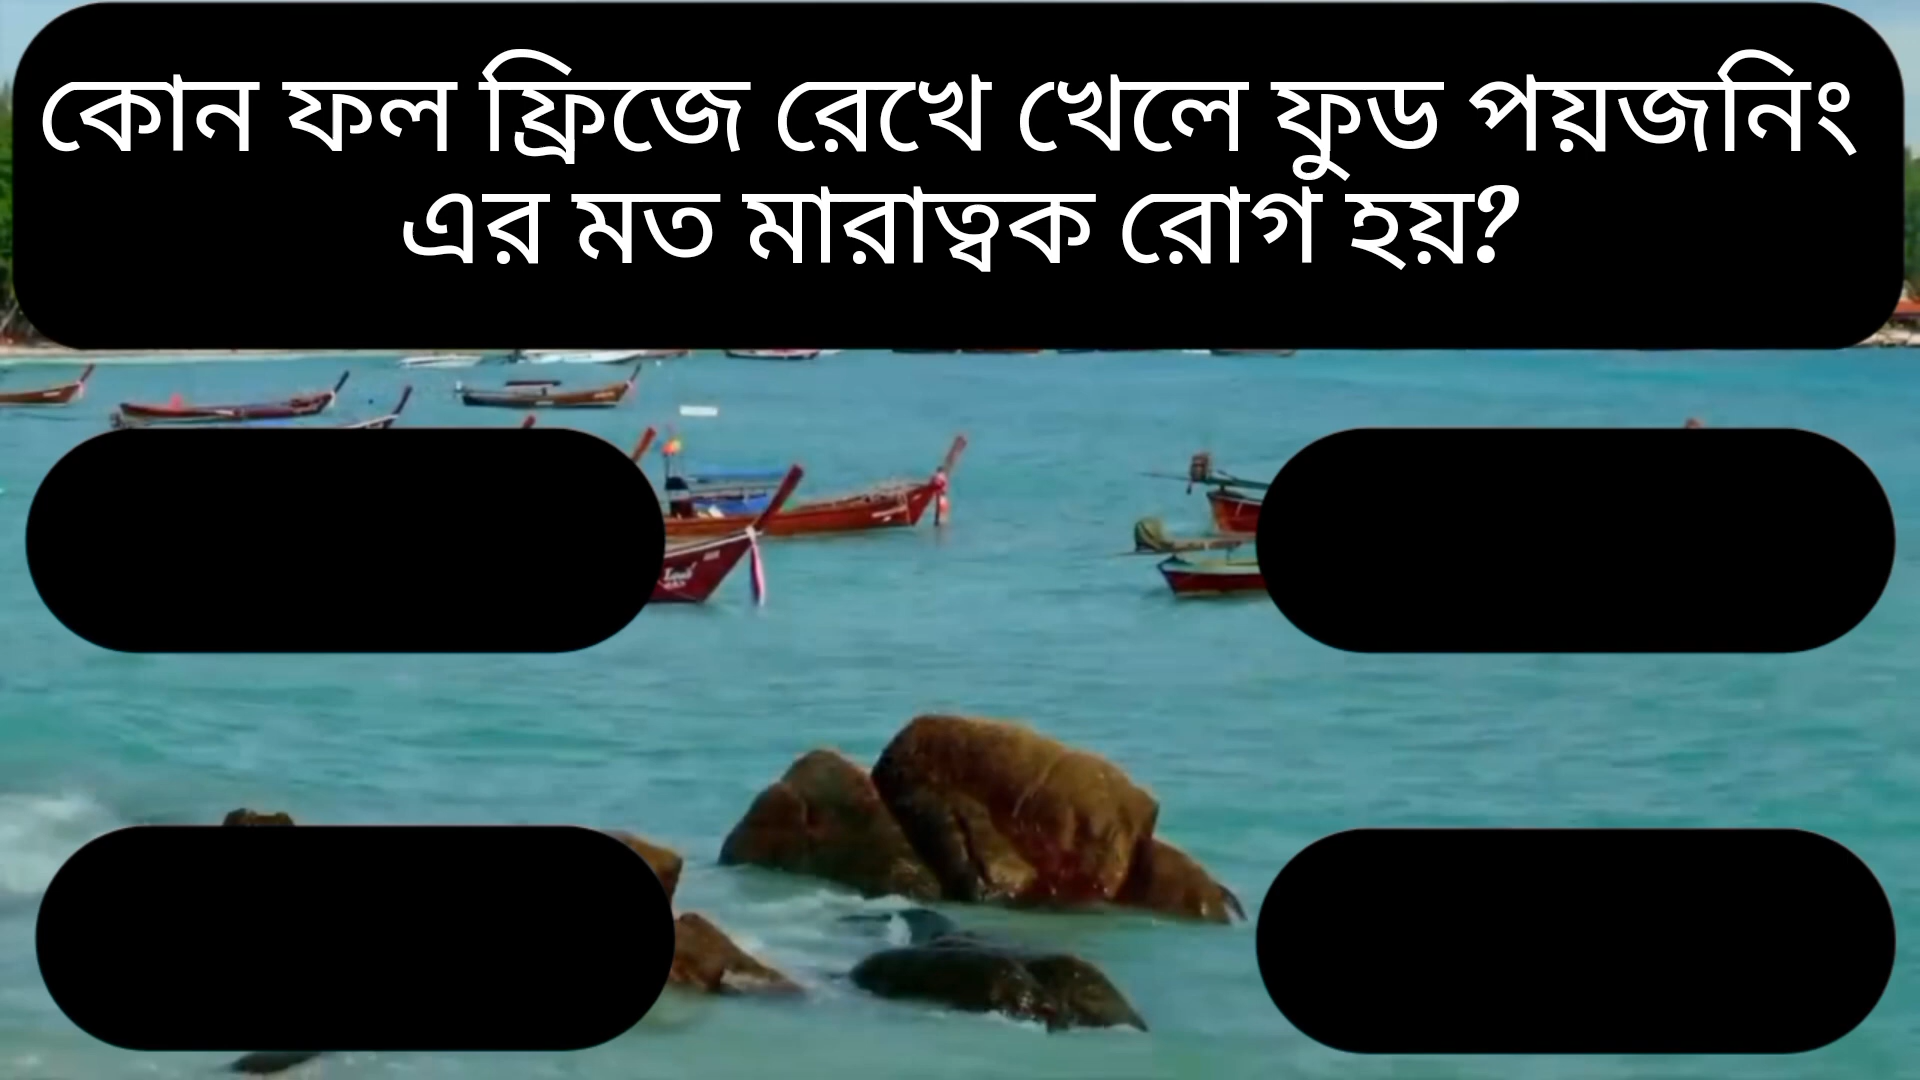 কোন ফল ফ্রিজে রেখে খেলে ফুড পয়জনিং
এর মত মারাত্বক রোগ হয়?